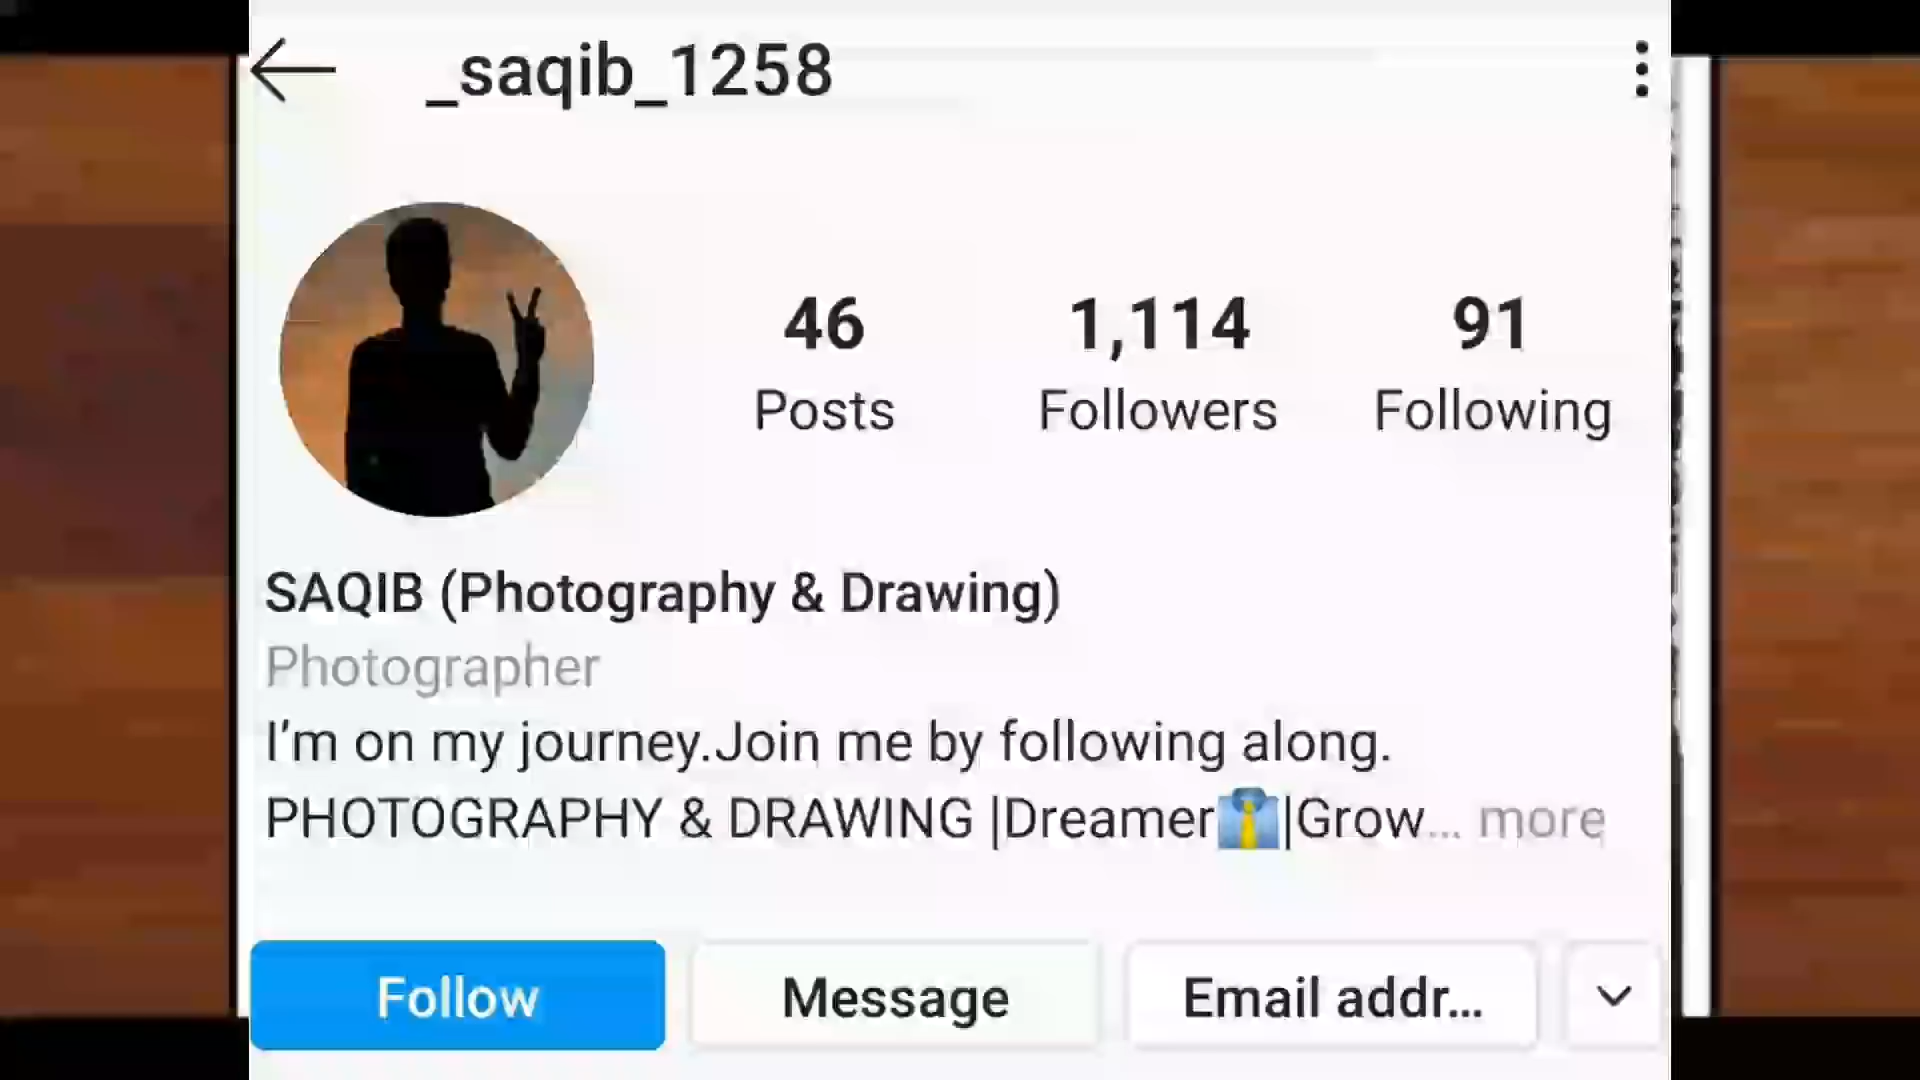 _saqib_1258
46 1,114 91
Posts Followers Following
SAQIB (Photography & Drawing)
Photographer
I'm on my journey.Join me by following along.
PHOTOGRAPHY & DRAWING |Dreamer👔|Grow... more
Follow Message Email addr...